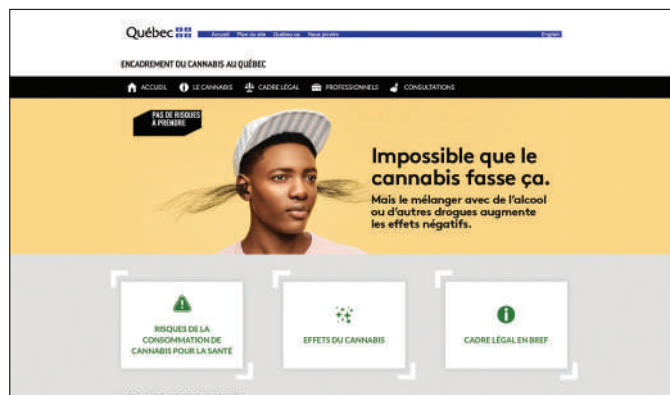 Québec
Accueil Plan du site Québec.ca Nous joindre English
ENCADREMENT DU CANNABIS AU QUÉBEC
ACCUEIL LE CANNABIS CADRE LÉGAL PROFESSIONNELS CONSULTATIONS
PAS DE RISQUES
À PRENDRE
Impossible que le
cannabis fasse ça.
Mais le mélanger avec de l'alcool
ou d'autres drogues augmente
les effets négatifs.
RISQUES DE LA
CONSOMMATION DE
CANNABIS POUR LA SANTÉ
EFFETS DU CANNABIS
CADRE LÉGAL EN BREF